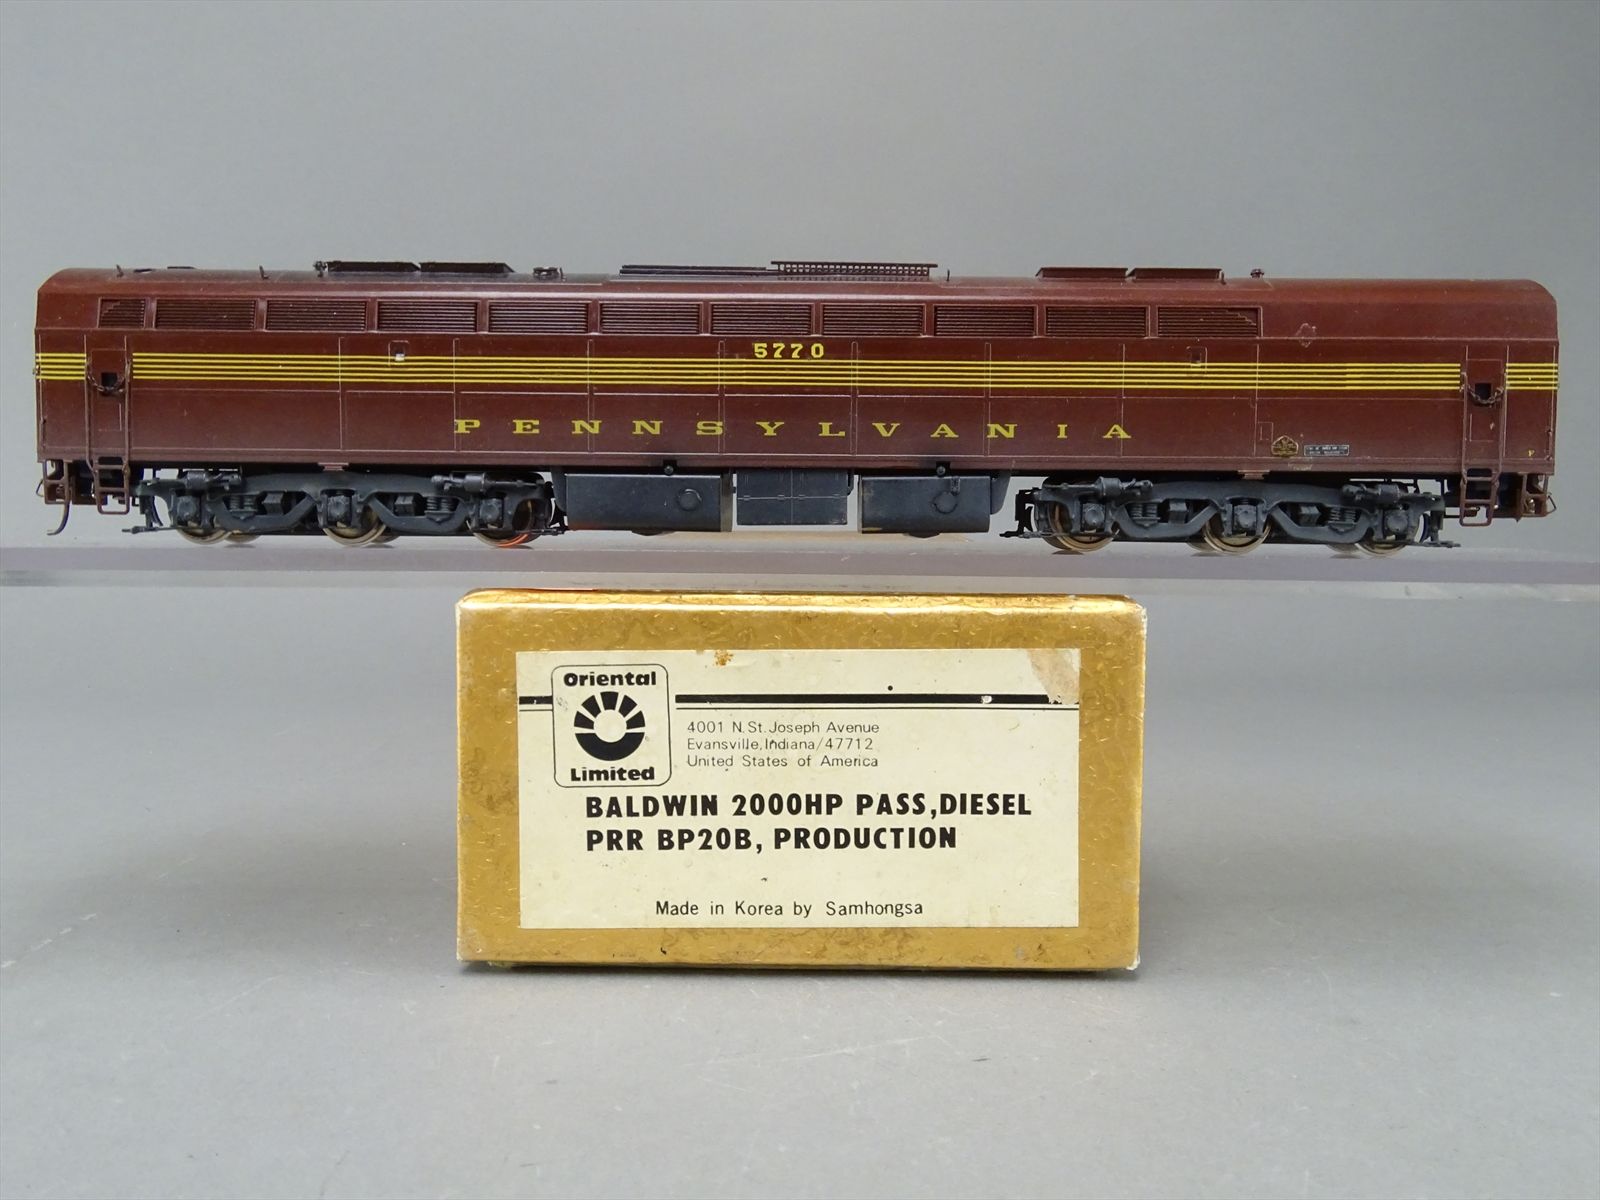 5770
PENNSYLVANIA
F
Oriental
Limited
4001 N. St. Joseph Avenue
Evansville, Indiana/47712
United States of America
BALDWIN 2000HP PASS,DIESEL
PRR BP20B, PRODUCTION
Made in Korea by Samhongsa